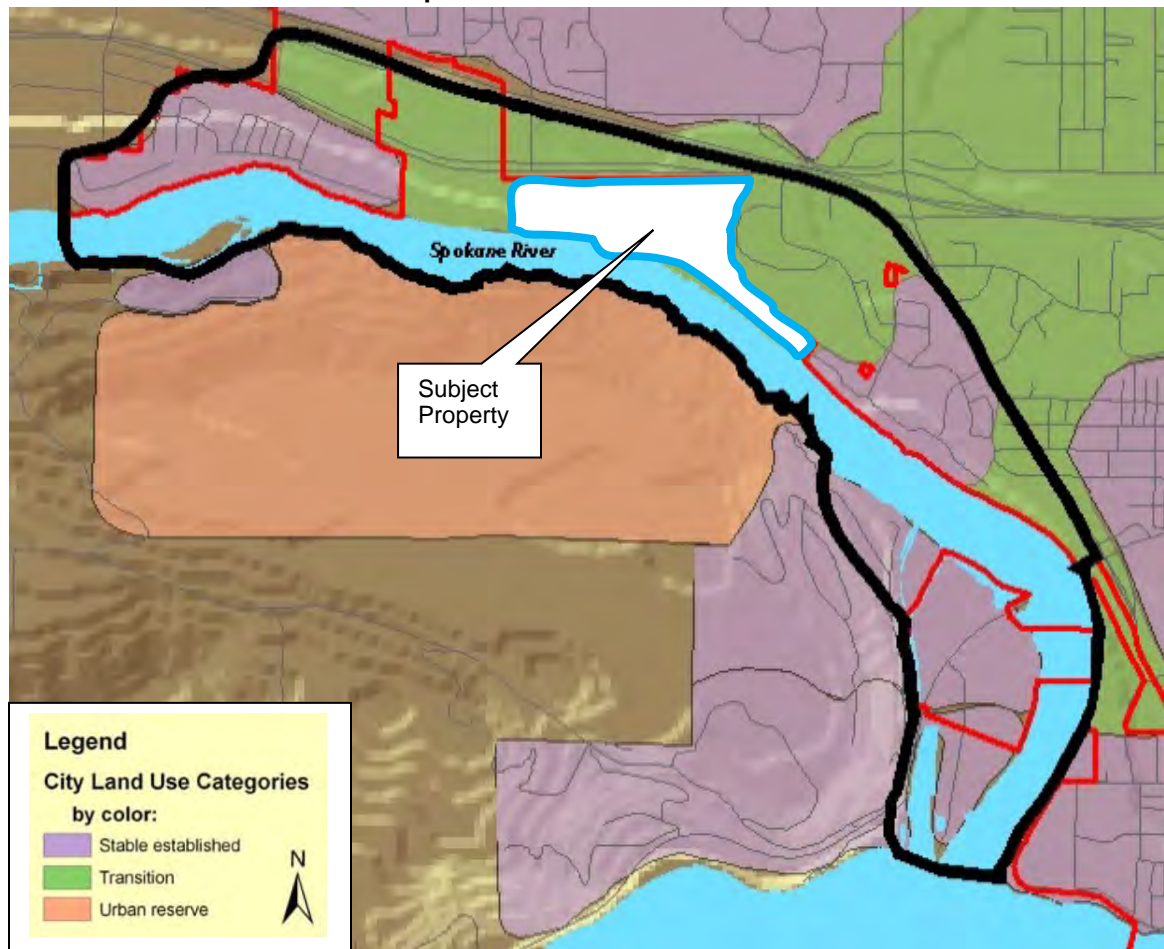 Spokane River
Subject
Property
Legend
City Land Use Categories
by color:
Stable established
Transition
Urban reserve
N